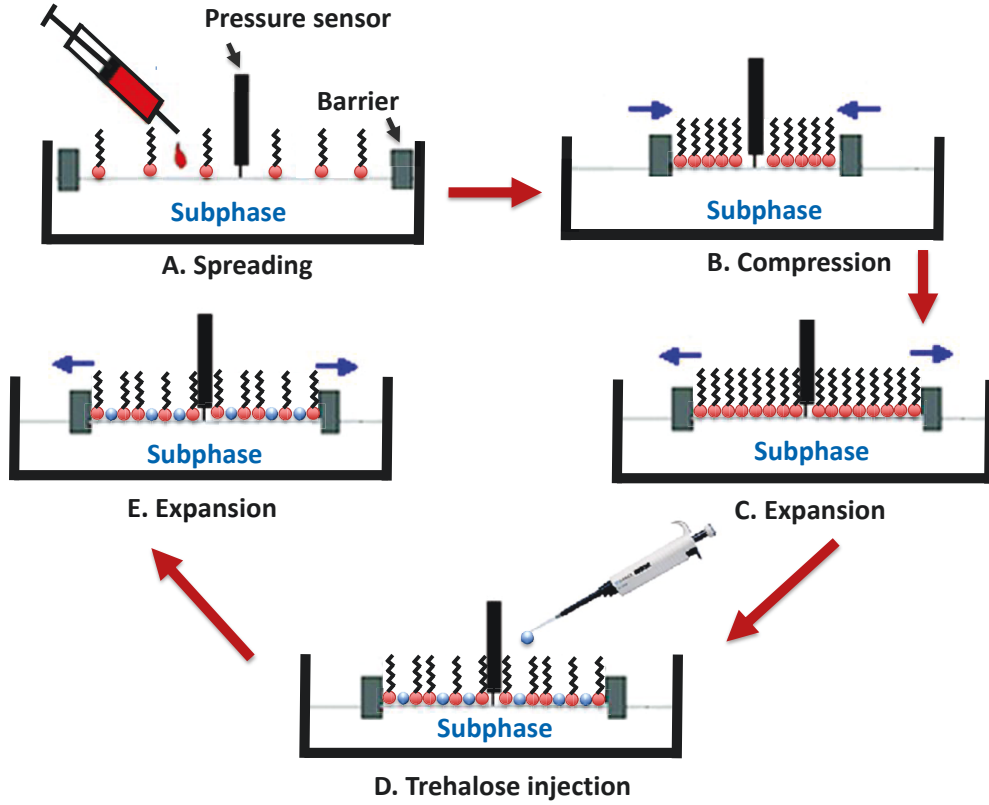 Pressure sensor
Barrier
Subphase
A. Spreading
Subphase
B. Compression
Subphase
E. Expansion
Subphase
C. Expansion
Subphase
D. Trehalose injection